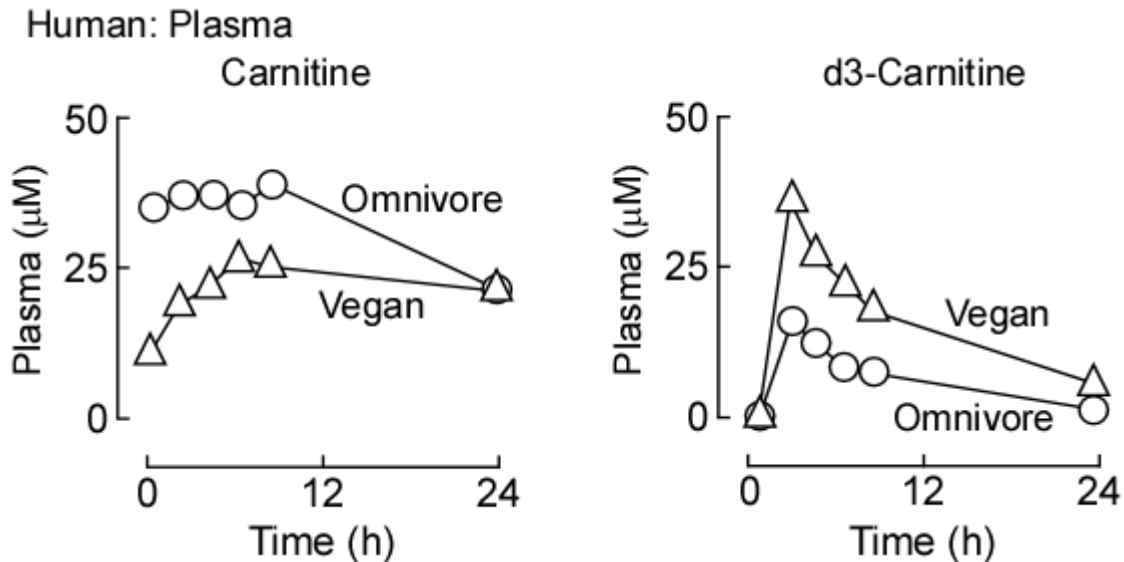 Human: Plasma
Carnitine
50
25
0
Plasma (μM)
Omnivore
Vegan
0 12 24
Time (h)
d3-Carnitine
50
25
0
Plasma (μM)
Vegan
Omnivore
0 12 24
Time (h)